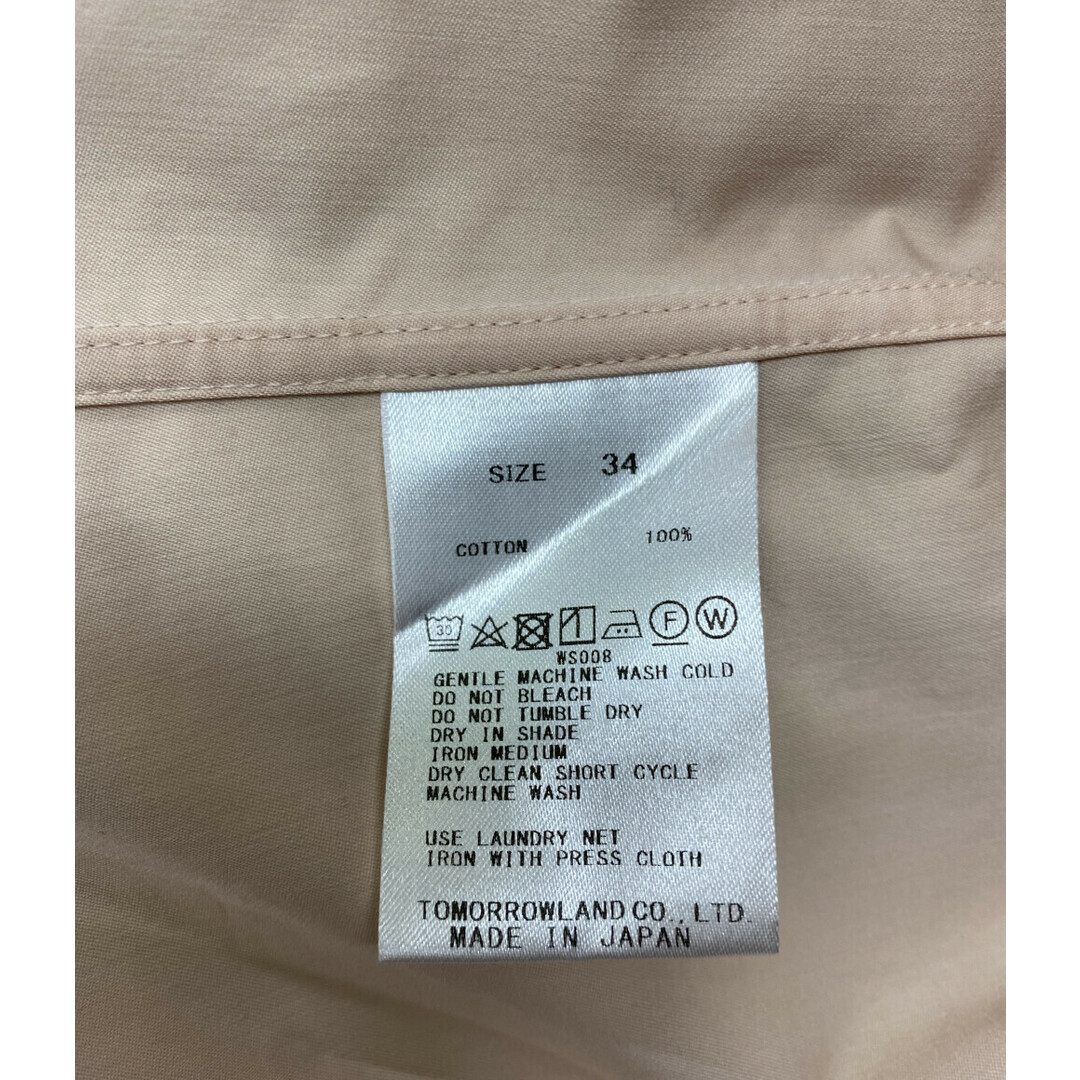 SIZE 34
COTTON 100%
30 F W
WS008
GENTLE MACHINE WASH COLD
DO NOT BLEACH
DO NOT TUMBLE DRY
DRY IN SHADE
IRON MEDIUM
DRY CLEAN SHORT CYCLE
MACHINE WASH
USE LAUNDRY NET
IRON WITH PRESS CLOTH
TOMORROWLAND CO., LTD.
MADE IN JAPAN